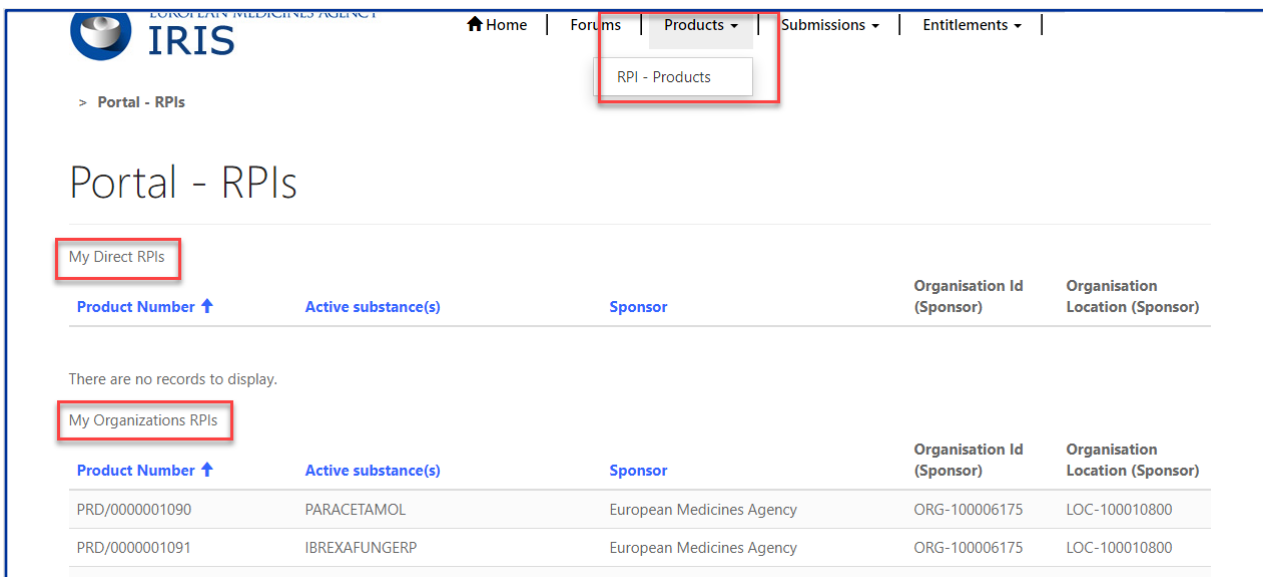 EUROPEAN MEDICINES AGENCY
IRIS
Home | Forums | Products | Submissions | Entitlements |
RPI - Products
> Portal - RPIs
Portal - RPIs
My Direct RPIs
Product Number Active substance(s) Sponsor Organisation Id (Sponsor) Organisation Location (Sponsor)
There are no records to display.
My Organizations RPIs
Product Number Active substance(s) Sponsor Organisation Id (Sponsor) Organisation Location (Sponsor)
PRD/0000001090 PARACETAMOL European Medicines Agency ORG-100006175 LOC-100010800
PRD/0000001091 IBREXAFUNGERP European Medicines Agency ORG-100006175 LOC-100010800